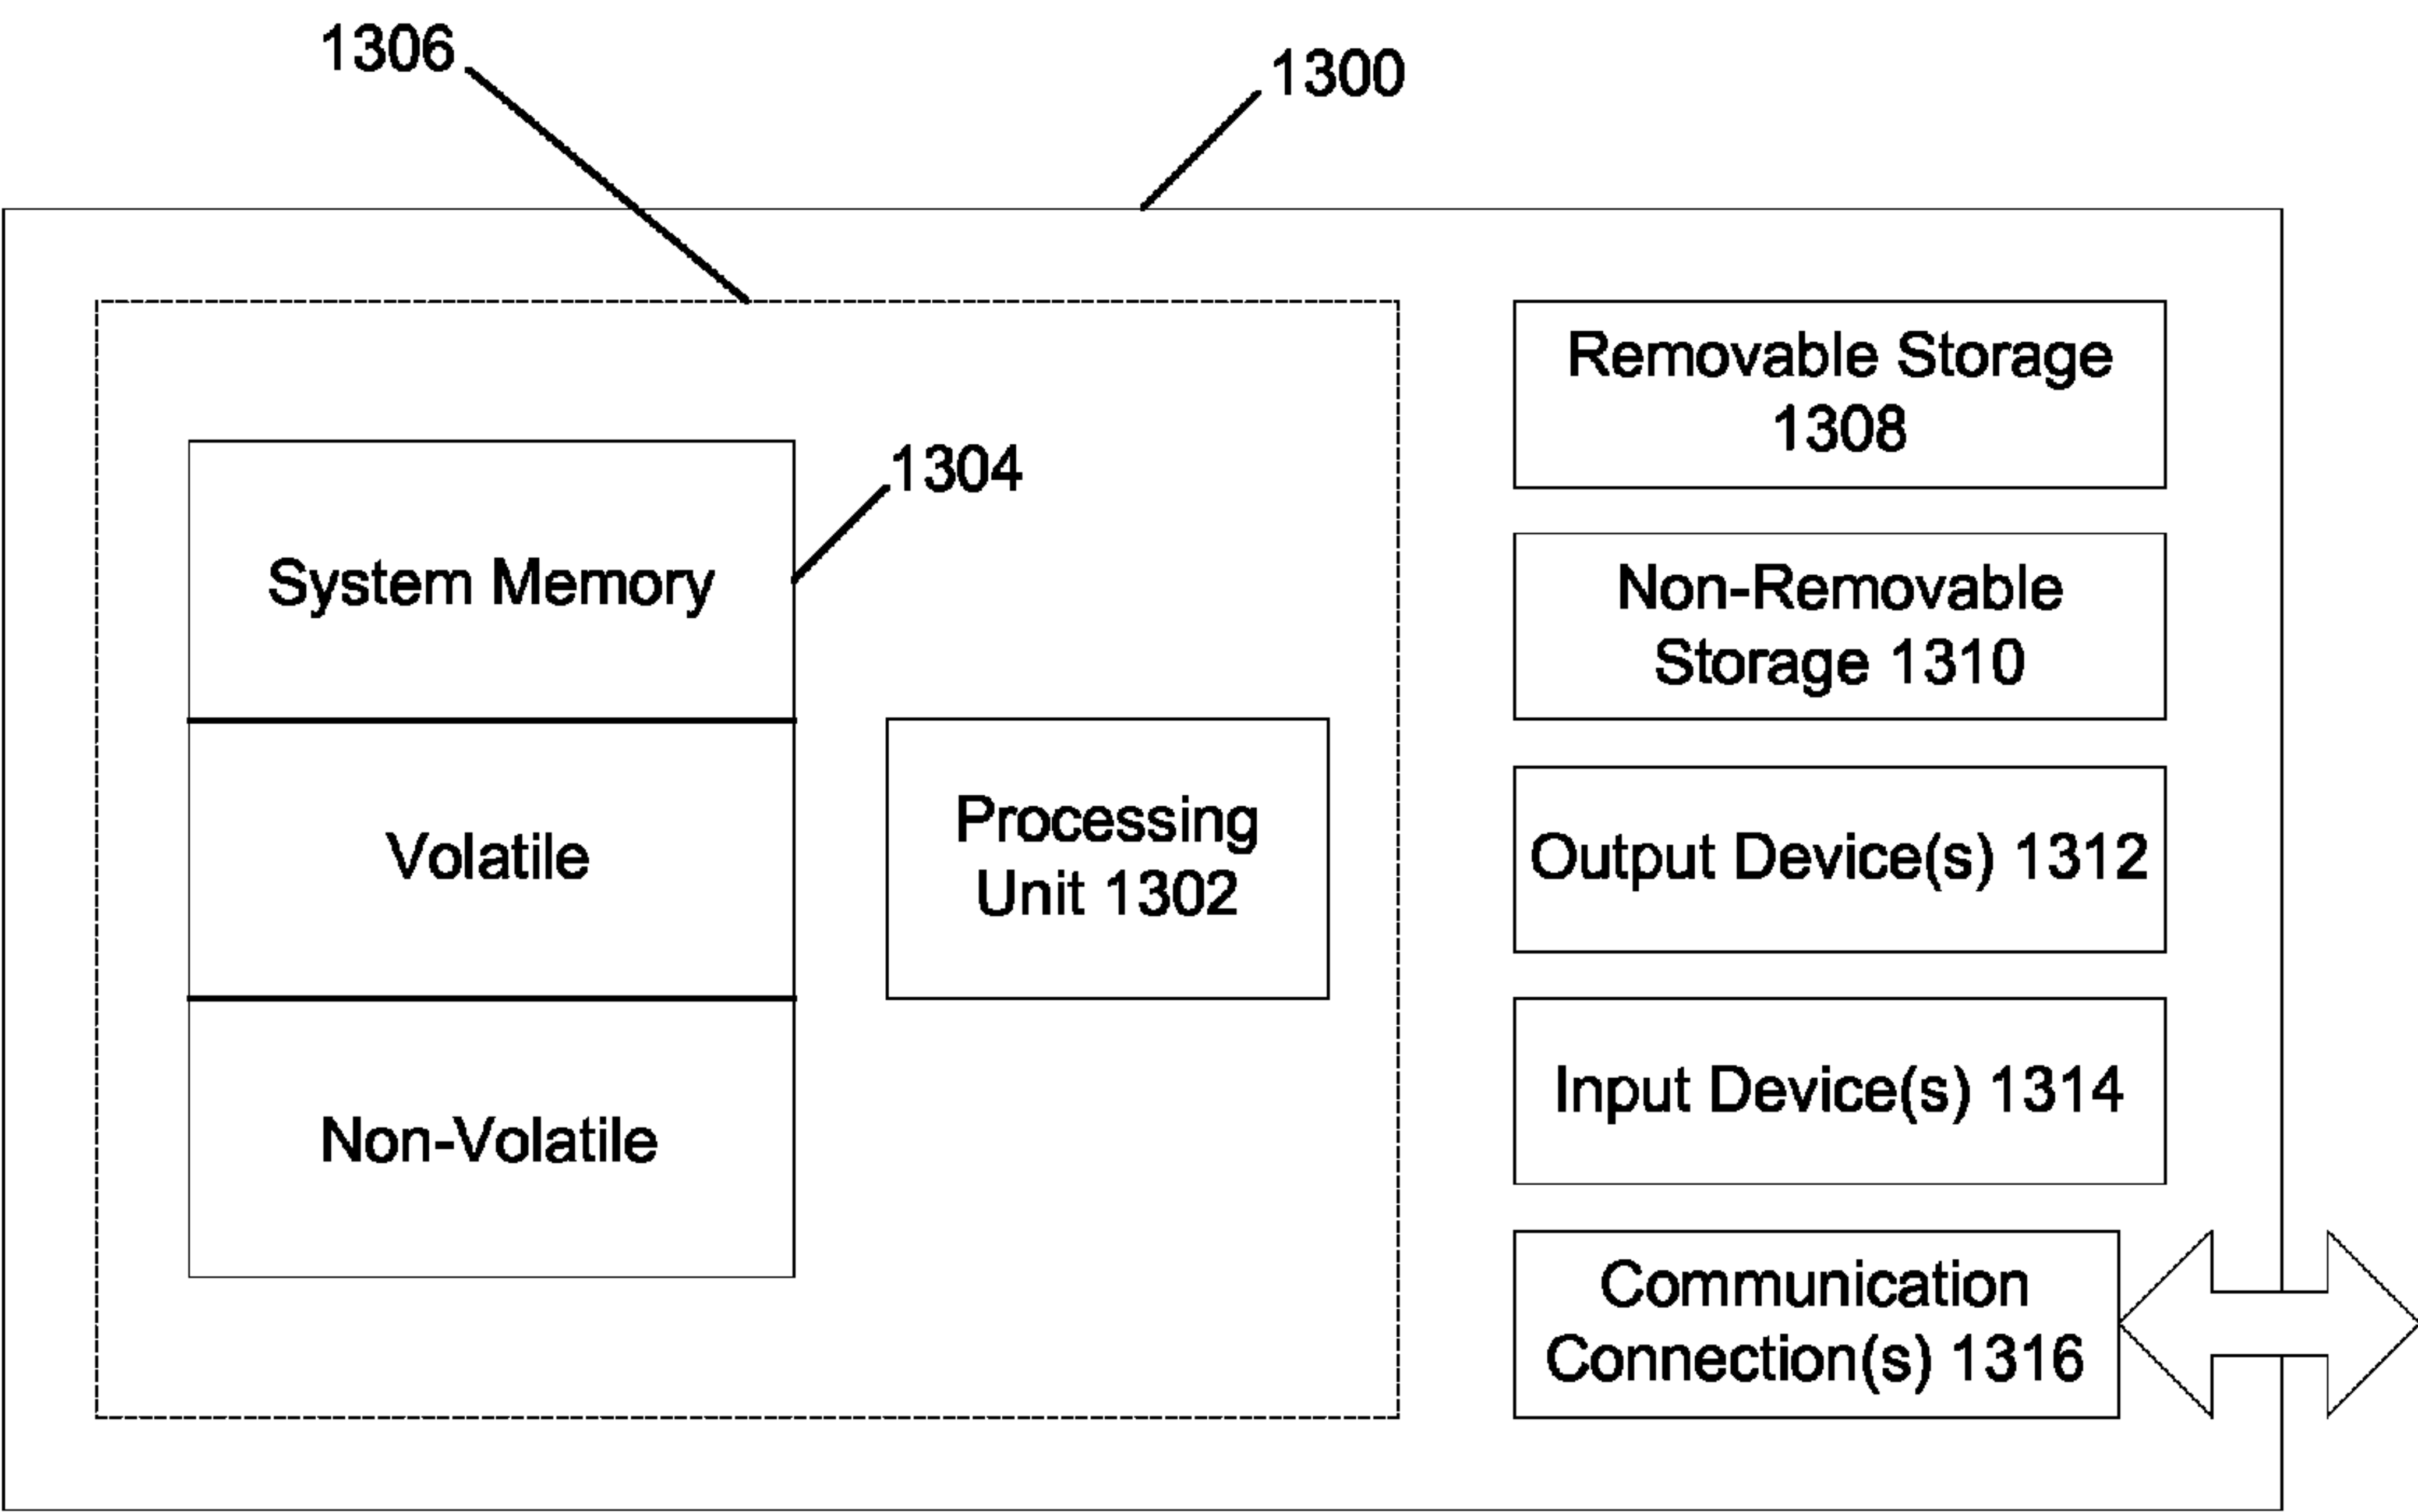 1306
1300
1304
System Memory
Volatile
Non-Volatile
Processing
Unit 1302
Removable Storage
1308
Non-Removable
Storage 1310
Output Device(s) 1312
Input Device(s) 1314
Communication
Connection(s) 1316